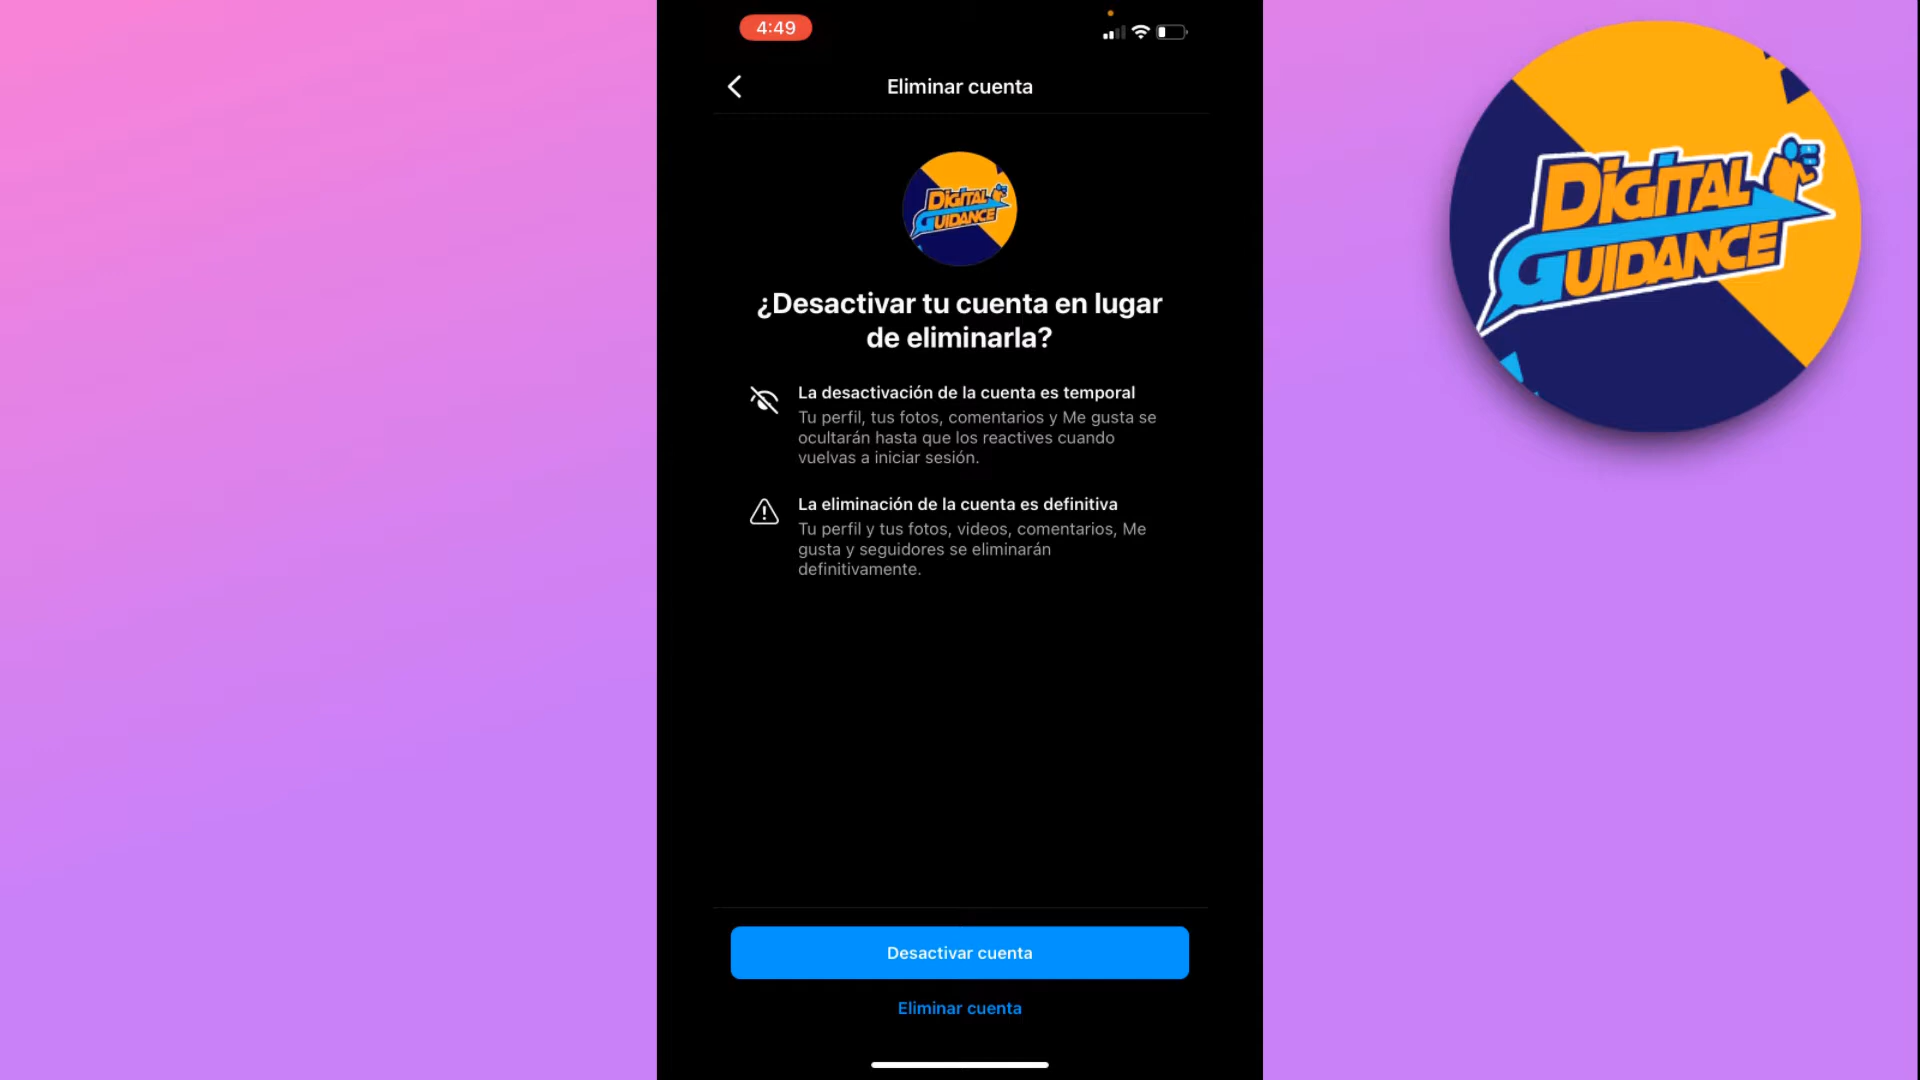 4:49
Eliminar cuenta
DIGITAL
GUIDANCE
DIGITAL
GUIDANCE
¿Desactivar tu cuenta en lugar
de eliminarla?
La desactivación de la cuenta es temporal
Tu perfil, tus fotos, comentarios y Me gusta se
ocultarán hasta que los reactives cuando
vuelvas a iniciar sesión.
La eliminación de la cuenta es definitiva
Tu perfil y tus fotos, videos, comentarios, Me
gusta y seguidores se eliminarán
definitivamente.
Desactivar cuenta
Eliminar cuenta